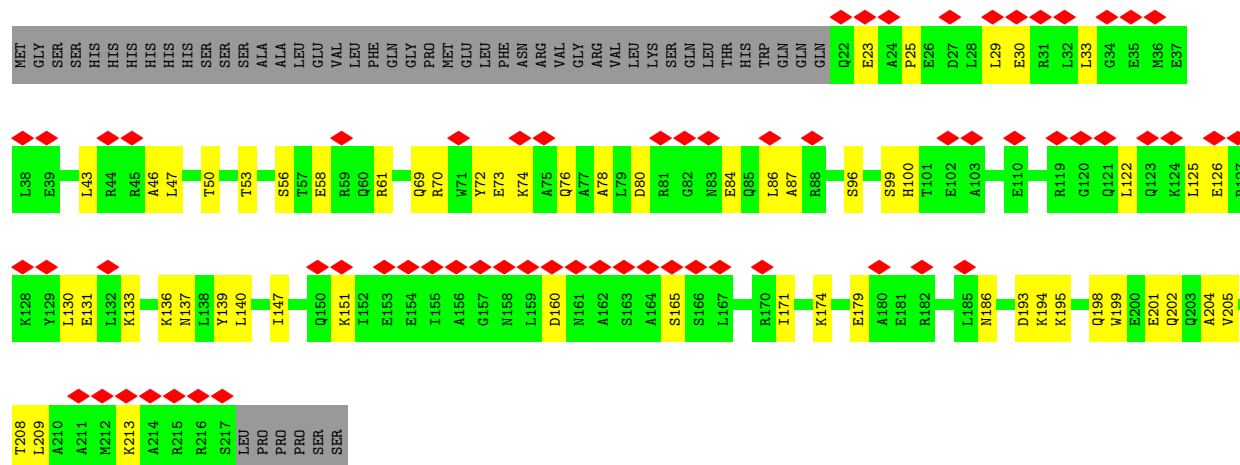 MET GLY SER SER HIS HIS HIS HIS HIS HIS SER SER SER ALA ALA LEU GLU VAL LEU PHE GLN GLY PRO MET GLU LEU PHE ASN ARG VAL GLY ARG VAL LEU LYS SER GLN LEU THR HIS TRP GLN GLN GLN Q22 E23 A24 P25 E26 D27 L28 L29 E30 R31 L32 L33 G34 E35 M36 E37
L38 E39 L43 R44 R45 A46 L47 T50 T53 S56 T57 E58 R59 Q60 R61 Q69 R70 W71 Y72 E73 K74 A75 Q76 A77 A78 L79 D80 R81 G82 N83 E84 Q85 L86 A87 R88 S96 S99 H100 T101 E102 A103 E110 R119 G120 Q121 L122 Q123 K124 L125 E126 R127
K128 Y129 L130 E131 L132 K133 K136 N137 L138 Y139 L140 I147 Q150 K151 I152 E153 E154 I155 A156 G157 N158 L159 D160 N161 A162 S163 A164 S165 S166 L167 R170 I171 K174 E179 A180 E181 R182 L185 N186 D193 K194 K195 Q198 W199 E200 E201 Q202 Q203 A204 V205
T208 L209 A210 A211 M212 K213 A214 R215 R216 S217 LEU PRO PRO PRO SER SER